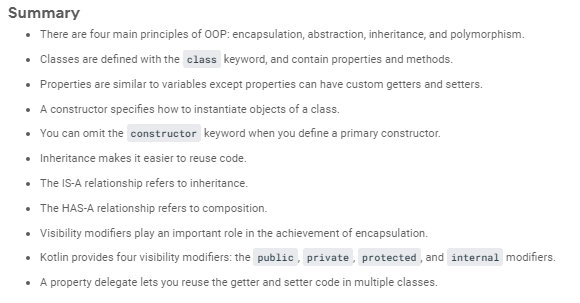 Summary
There are four main principles of OOP: encapsulation, abstraction, inheritance, and polymorphism.
Classes are defined with the class keyword, and contain properties and methods.
Properties are similar to variables except properties can have custom getters and setters.
A constructor specifies how to instantiate objects of a class.
You can omit the constructor keyword when you define a primary constructor.
Inheritance makes it easier to reuse code.
The IS-A relationship refers to inheritance.
The HAS-A relationship refers to composition.
Visibility modifiers play an important role in the achievement of encapsulation.
Kotlin provides four visibility modifiers: the public, private, protected, and internal modifiers.
A property delegate lets you reuse the getter and setter code in multiple classes.